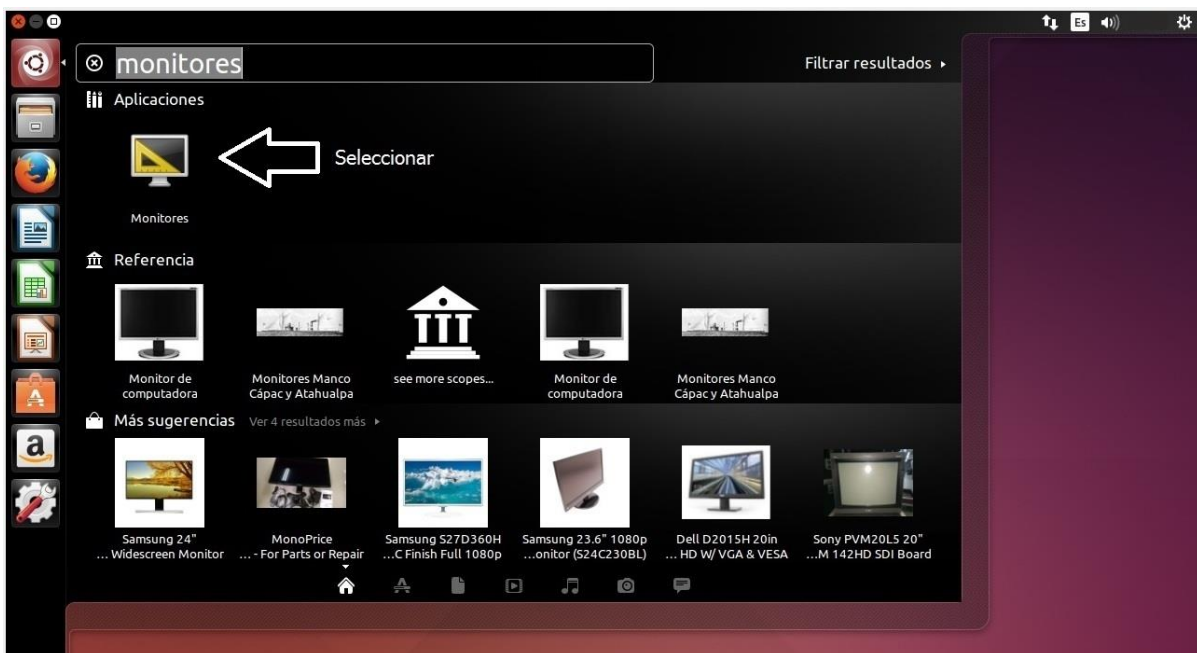 Es
monitores
Filtrar resultados
Aplicaciones
Seleccionar
Monitores
Referencia
Monitor de
computadora
Monitores Manco
Cápac y Atahualpa
see more scopes...
Monitor de
computadora
Monitores Manco
Cápac y Atahualpa
Más sugerencias Ver 4 resultados más
Samsung 24"
... Widescreen Monitor
MonoPrice
... - For Parts or Repair
Samsung S27D360H
...C Finish Full 1080p
Samsung 23.6" 1080p
...onitor (S24C230BL)
Dell D2015H 20in
... HD W/ VGA & VESA
Sony PVM20L5 20"
...M 142HD SDI Board
a